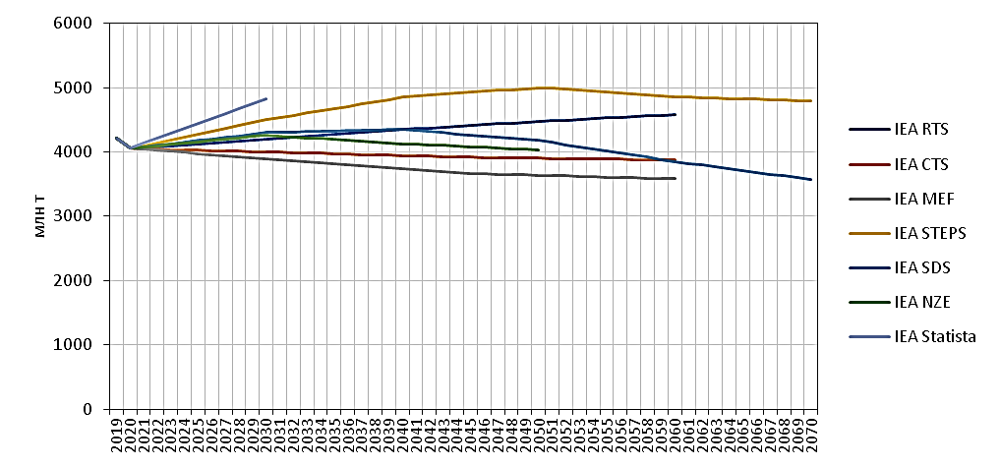 6000
5000
4000
3000
2000
1000
0
млн т
2019 2020 2021 2022 2023 2024 2025 2026 2027 2028 2029 2030 2031 2032 2033 2034 2035 2036 2037 2038 2039 2040 2041 2042 2043 2044 2045 2046 2047 2048 2049 2050 2051 2052 2053 2054 2055 2056 2057 2058 2059 2060 2061 2062 2063 2064 2065 2066 2067 2068 2069 2070
IEA RTS
IEA CTS
IEA MEF
IEA STEPS
IEA SDS
IEA NZE
IEA Statista